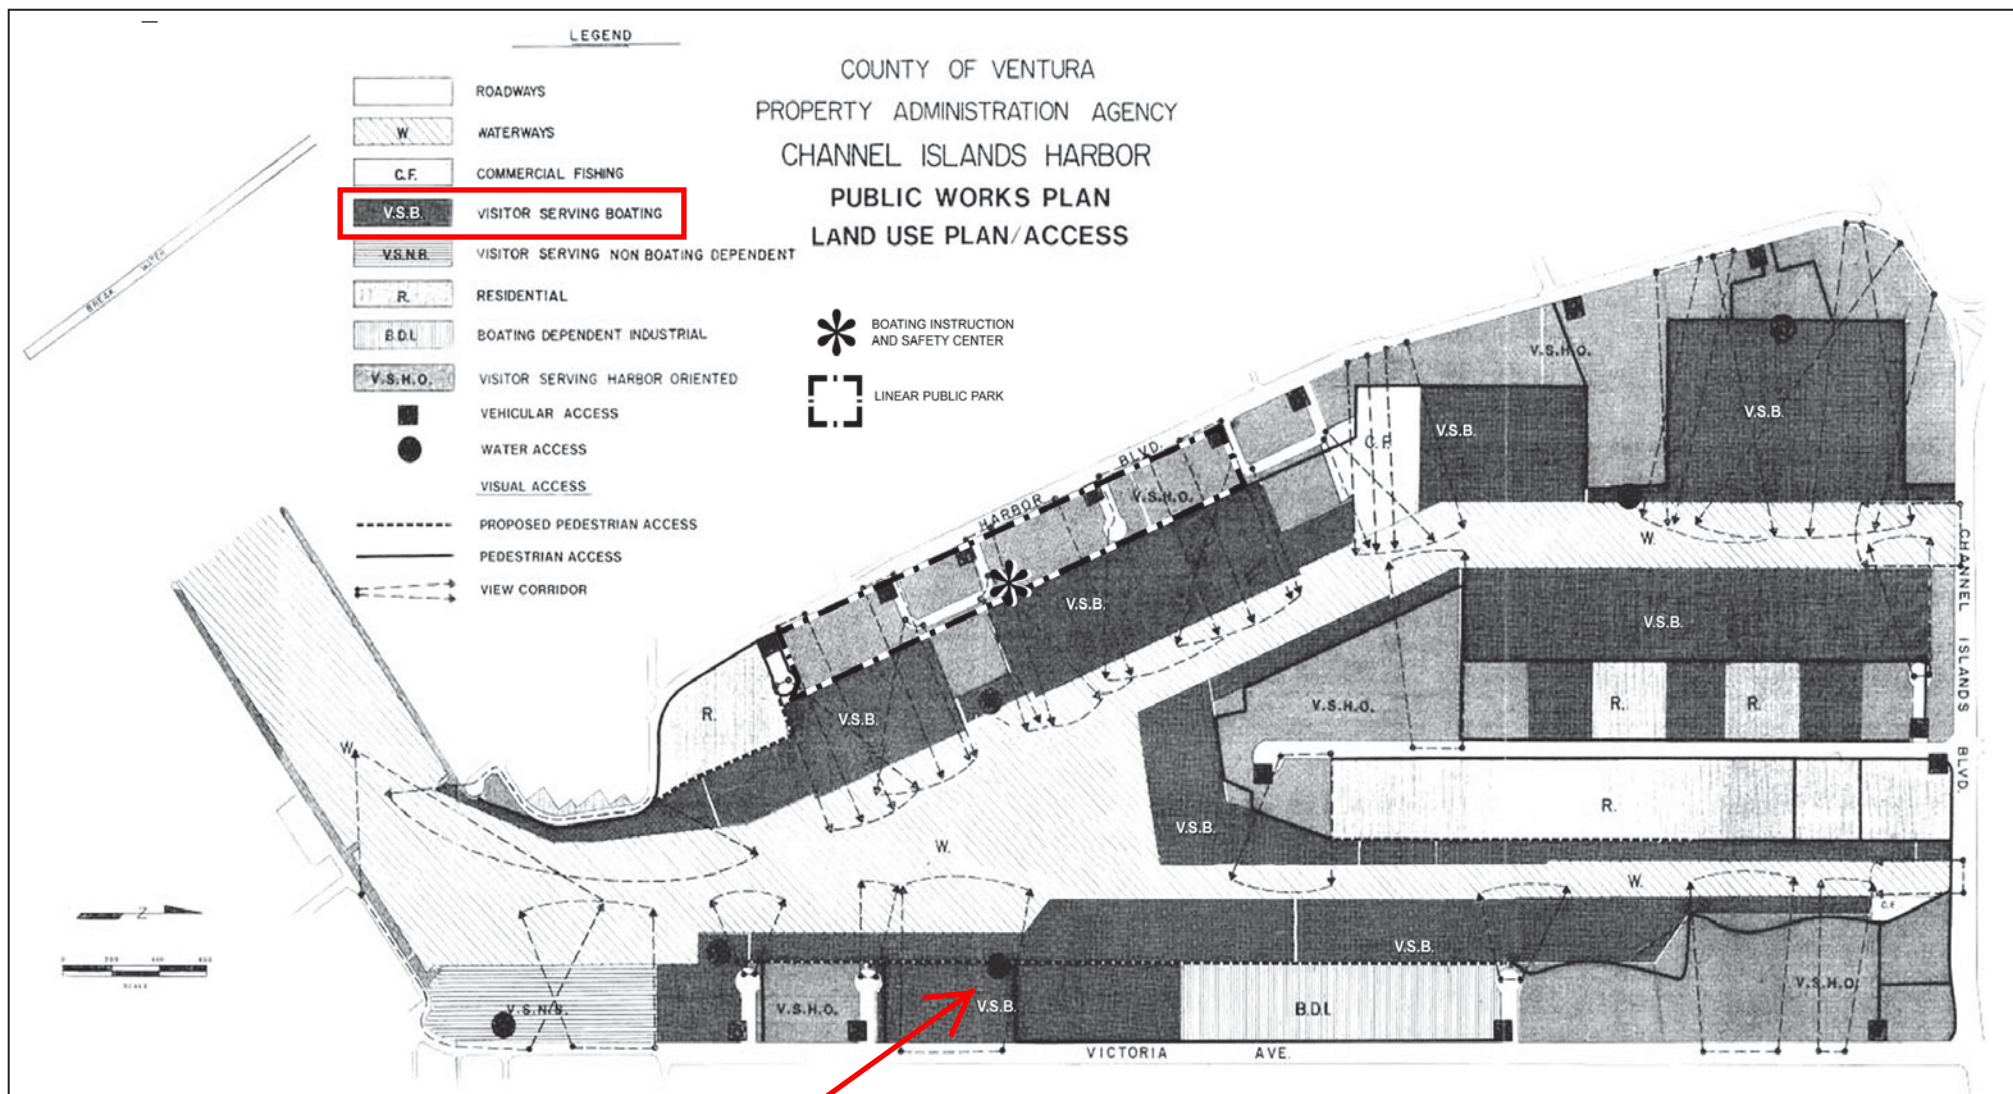 LEGEND
ROADWAYS
W WATERWAYS
C.F. COMMERCIAL FISHING
V.S.B. VISITOR SERVING BOATING
V.S.N.B. VISITOR SERVING NON BOATING DEPENDENT
R. RESIDENTIAL
B.D.I. BOATING DEPENDENT INDUSTRIAL
V.S.H.O. VISITOR SERVING HARBOR ORIENTED
VEHICULAR ACCESS
WATER ACCESS
VISUAL ACCESS
PROPOSED PEDESTRIAN ACCESS
PEDESTRIAN ACCESS
VIEW CORRIDOR
COUNTY OF VENTURA
PROPERTY ADMINISTRATION AGENCY
CHANNEL ISLANDS HARBOR
PUBLIC WORKS PLAN
LAND USE PLAN/ACCESS
BOATING INSTRUCTION
AND SAFETY CENTER
LINEAR PUBLIC PARK
BREAK WATER
HARBOR BLVD.
V.S.H.O.
V.S.B.
V.S.B.
C.F.
V.S.H.O.
W.
V.S.B.
V.S.B.
CHANNEL ISLANDS BLVD.
R.
V.S.B.
V.S.H.O.
R.
R.
W.
R.
V.S.B.
W.
W.
C.F.
V.S.B.
V.S.H.O.
V.S.B.
B.D.I.
V.S.H.O.
V.S.N.B.
VICTORIA AVE.
Z
SCALE